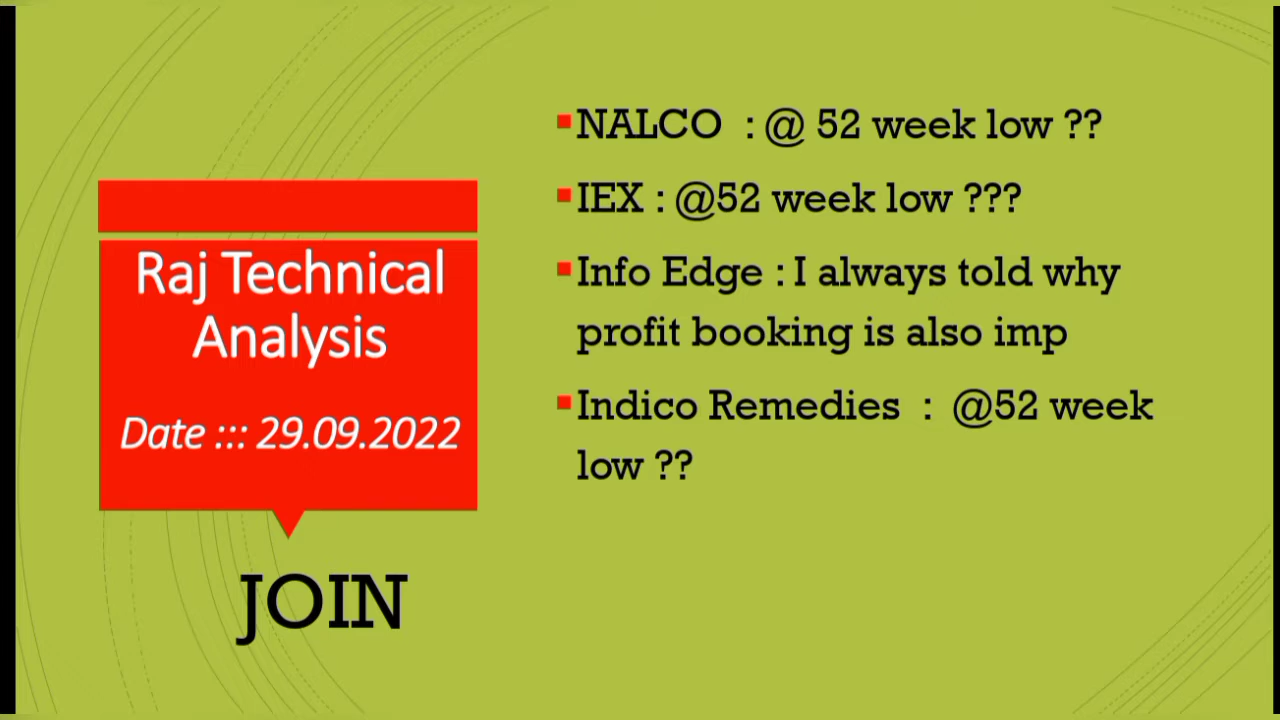 Raj Technical
Analysis
Date ::: 29.09.2022
JOIN
NALCO : @ 52 week low ??
IEX : @52 week low ???
Info Edge : I always told why
profit booking is also imp
Indico Remedies : @52 week
low ??